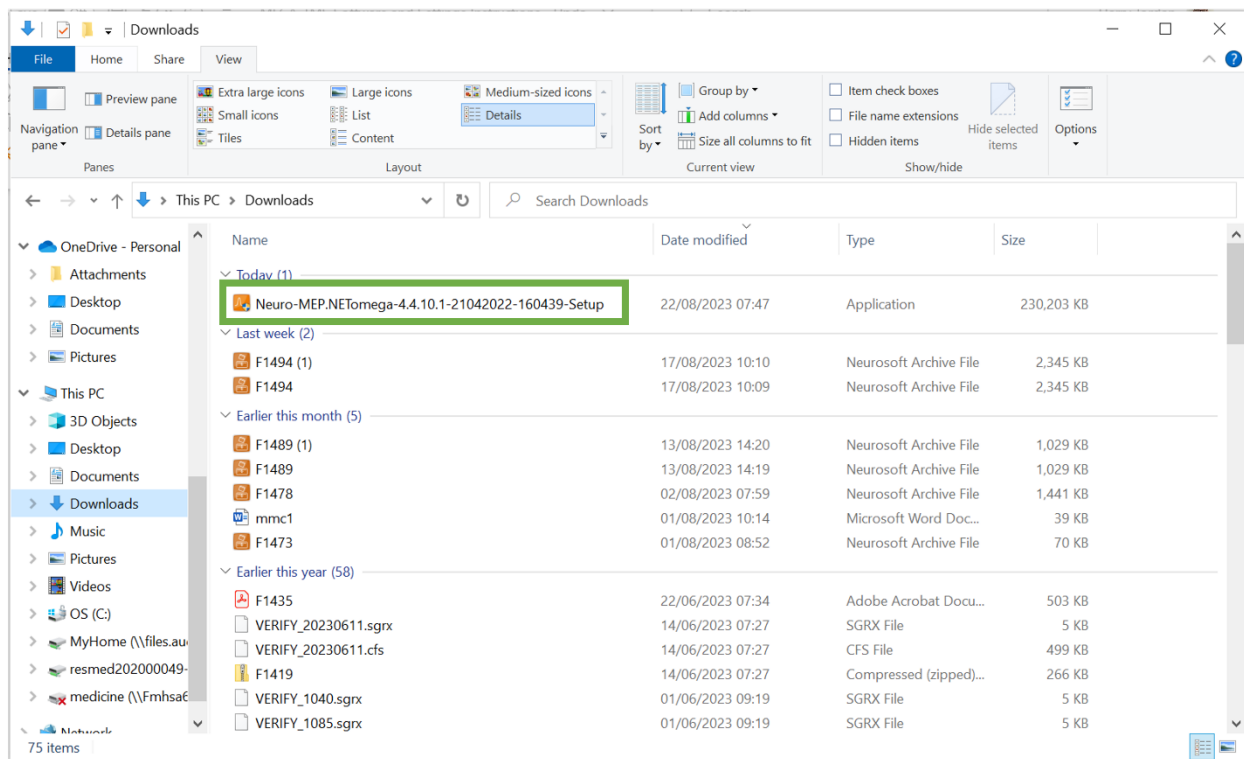 Downloads
File Home Share View
Preview pane
Details pane
Navigation pane
Panes
Extra large icons Large icons Medium-sized icons
Small icons List Details
Tiles Content
Layout
Sort by
Group by
Add columns
Size all columns to fit
Current view
Item check boxes
File name extensions
Hidden items
Hide selected items
Show/hide
Options
This PC > Downloads
Search Downloads
OneDrive - Personal
Attachments
Desktop
Documents
Pictures
This PC
3D Objects
Desktop
Documents
Downloads
Music
Pictures
Videos
OS (C:)
MyHome (\\files.au
resmed202000049-
medicine (\\Fmhsa6
Network
Name Date modified Type Size
Today (1)
Neuro-MEP.NETomega-4.4.10.1-21042022-160439-Setup 22/08/2023 07:47 Application 230,203 KB
Last week (2)
F1494 (1) 17/08/2023 10:10 Neurosoft Archive File 2,345 KB
F1494 17/08/2023 10:09 Neurosoft Archive File 2,345 KB
Earlier this month (5)
F1489 (1) 13/08/2023 14:20 Neurosoft Archive File 1,029 KB
F1489 13/08/2023 14:19 Neurosoft Archive File 1,029 KB
F1478 02/08/2023 07:59 Neurosoft Archive File 1,441 KB
mmc1 01/08/2023 10:14 Microsoft Word Doc... 39 KB
F1473 01/08/2023 08:52 Neurosoft Archive File 70 KB
Earlier this year (58)
F1435 22/06/2023 07:34 Adobe Acrobat Docu... 503 KB
VERIFY_20230611.sgrx 14/06/2023 07:27 SGRX File 5 KB
VERIFY_20230611.cfs 14/06/2023 07:27 CFS File 499 KB
F1419 14/06/2023 07:27 Compressed (zipped)... 266 KB
VERIFY_1040.sgrx 01/06/2023 09:19 SGRX File 5 KB
VERIFY_1085.sgrx 01/06/2023 09:19 SGRX File 5 KB
75 items